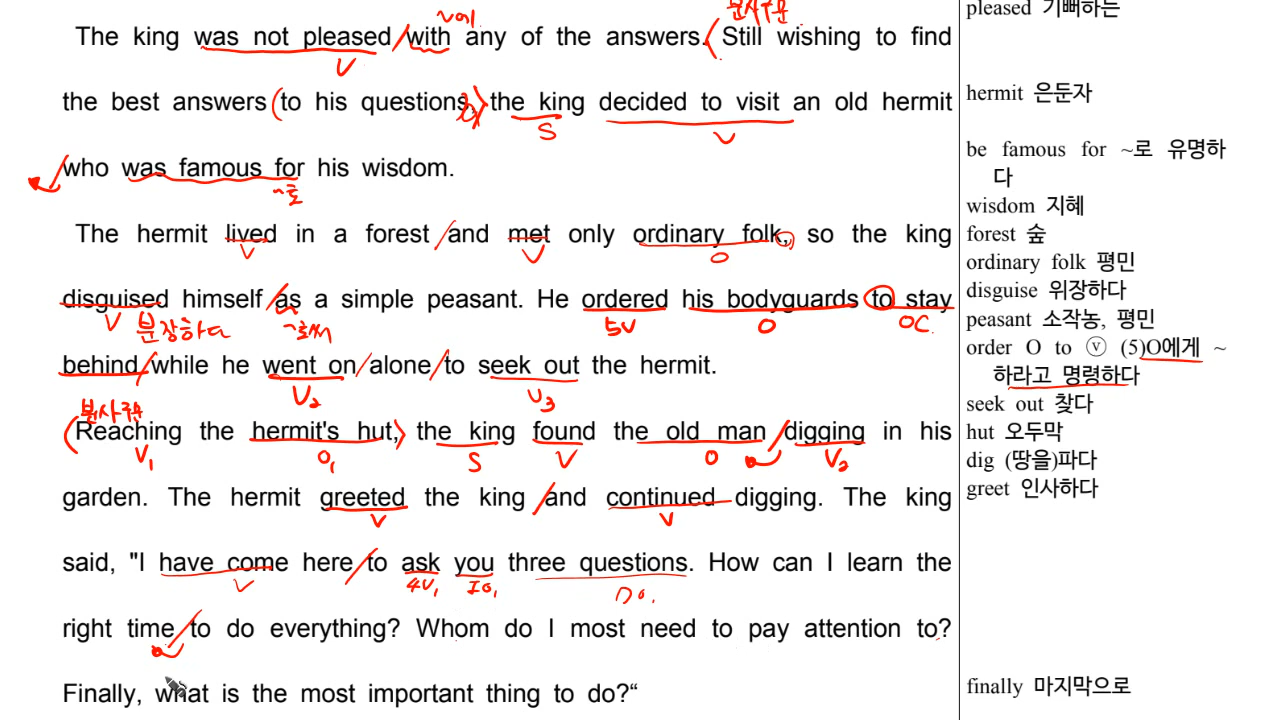 pleased 기뻐하는
~에 분사구문
The king was not pleased with any of the answers. Still wishing to find
V
the best answers to his questions, the king decided to visit an old hermit
hermit 은둔자
S V
be famous for ~로 유명하
다
who was famous for his wisdom.
~로
wisdom 지혜
The hermit lived in a forest and met only ordinary folk, so the king
forest 숲
V V O
ordinary folk 평민
disguised himself as a simple peasant. He ordered his bodyguards to stay
disguise 위장하다
V 분장하다 ~로써 5V O OC
peasant 소작농, 평민
order O to ⓥ (5)O에게 ~
하라고 명령하다
behind while he went on alone to seek out the hermit.
V2 V3
seek out 찾다
분사구문
Reaching the hermit's hut, the king found the old man digging in his
hut 오두막
V1 O1 S V O V2
dig (땅을)파다
garden. The hermit greeted the king and continued digging. The king
greet 인사하다
V V
said, "I have come here to ask you three questions. How can I learn the
V 4V1 IO1 DO1
right time to do everything? Whom do I most need to pay attention to?
Finally, what is the most important thing to do?“
finally 마지막으로